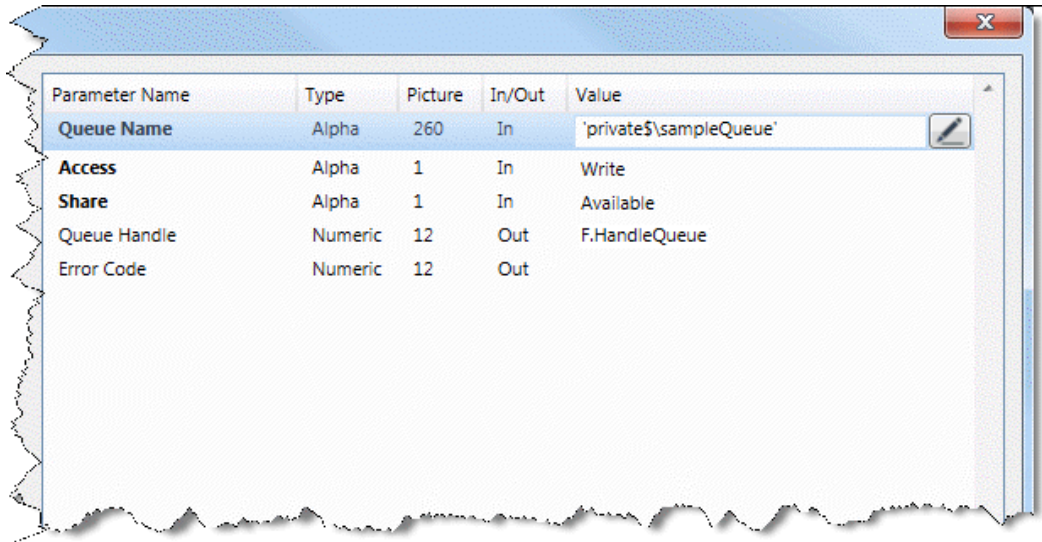 Parameter Name Type Picture In/Out Value
Queue Name Alpha 260 In 'private$\sampleQueue'
Access Alpha 1 In Write
Share Alpha 1 In Available
Queue Handle Numeric 12 Out F.HandleQueue
Error Code Numeric 12 Out